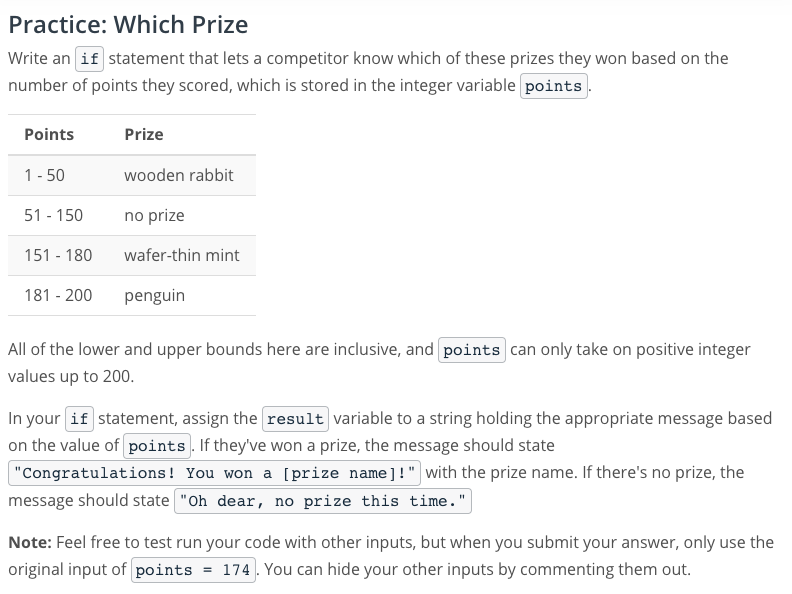 Practice: Which Prize
Write an if statement that lets a competitor know which of these prizes they won based on the
number of points they scored, which is stored in the integer variable points.
Points Prize
1 - 50 wooden rabbit
51 - 150 no prize
151 - 180 wafer-thin mint
181 - 200 penguin
All of the lower and upper bounds here are inclusive, and points can only take on positive integer
values up to 200.
In your if statement, assign the result variable to a string holding the appropriate message based
on the value of points. If they've won a prize, the message should state
"Congratulations! You won a [prize name]!" with the prize name. If there's no prize, the
message should state "Oh dear, no prize this time."
Note: Feel free to test run your code with other inputs, but when you submit your answer, only use the
original input of points = 174. You can hide your other inputs by commenting them out.